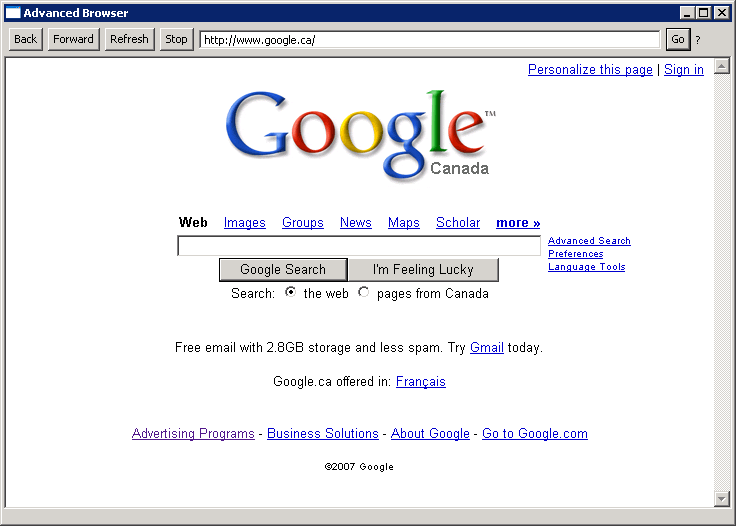 Advanced Browser
Back Forward Refresh Stop http://www.google.ca/ Go ?
Personalize this page | Sign in
Google™
Canada
Web Images Groups News Maps Scholar more »
Advanced Search
Preferences
Language Tools
Google Search I'm Feeling Lucky
Search: the web pages from Canada
Free email with 2.8GB storage and less spam. Try Gmail today.
Google.ca offered in: Français
Advertising Programs - Business Solutions - About Google - Go to Google.com
©2007 Google